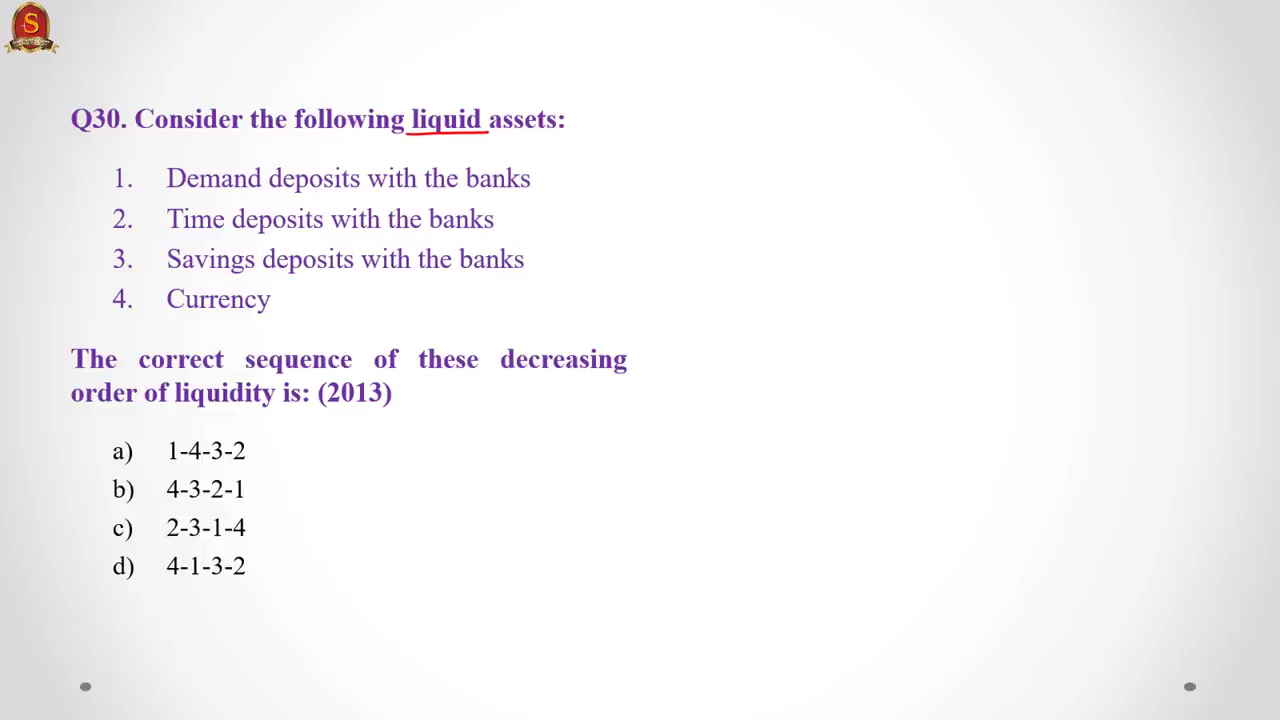 S
Q30. Consider the following liquid assets:
1. Demand deposits with the banks
2. Time deposits with the banks
3. Savings deposits with the banks
4. Currency
The correct sequence of these decreasing
order of liquidity is: (2013)
a) 1-4-3-2
b) 4-3-2-1
c) 2-3-1-4
d) 4-1-3-2